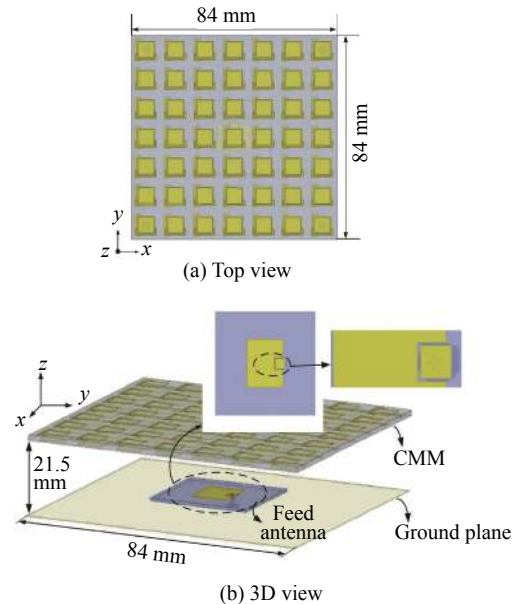 84 mm
84 mm
y
z
x
(a) Top view
z
y
x
CMM
21.5
mm
Feed
antenna
Ground plane
84 mm
(b) 3D view